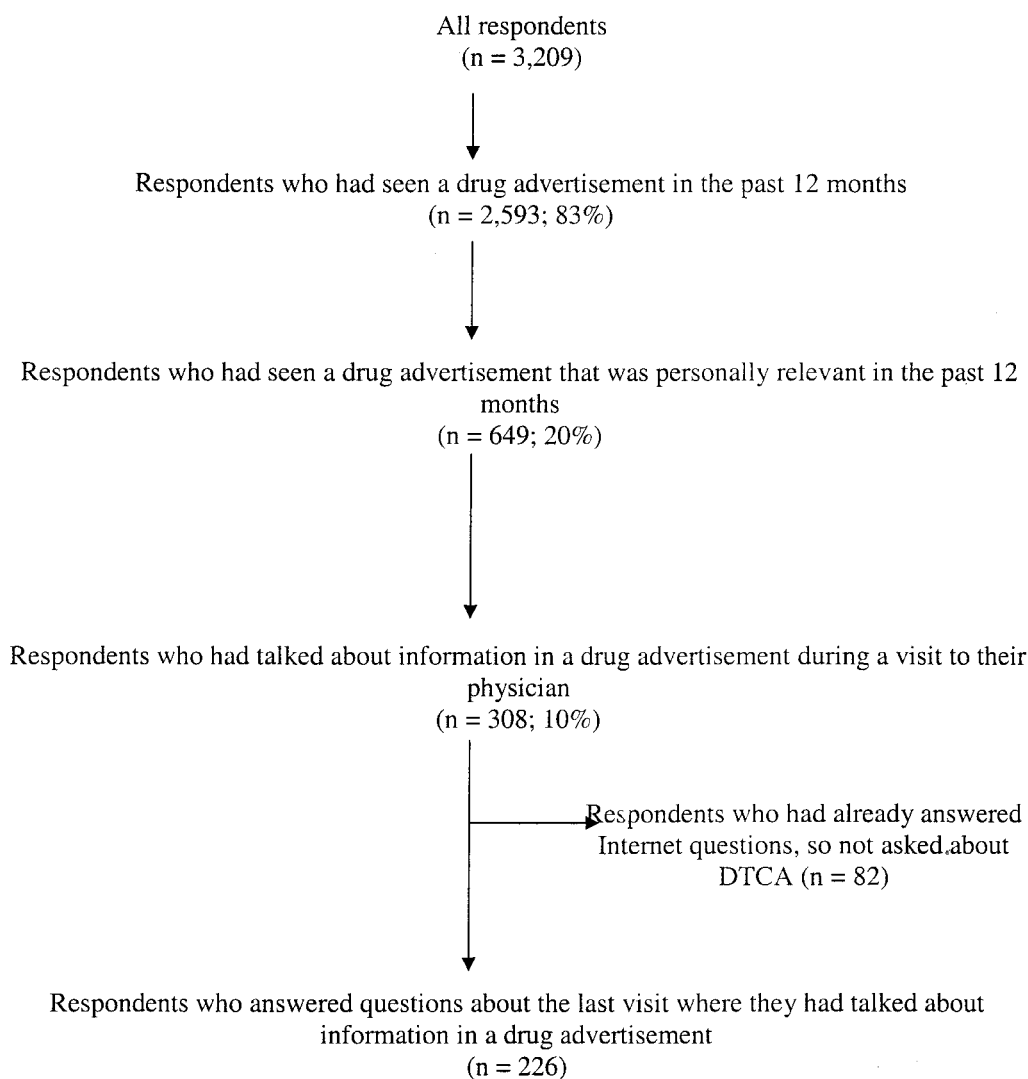 All respondents
(n = 3,209)
Respondents who had seen a drug advertisement in the past 12 months
(n = 2,593; 83%)
Respondents who had seen a drug advertisement that was personally relevant in the past 12
months
(n = 649; 20%)
Respondents who had talked about information in a drug advertisement during a visit to their
physician
(n = 308; 10%)
Respondents who had already answered
Internet questions, so not asked about
DTCA (n = 82)
Respondents who answered questions about the last visit where they had talked about
information in a drug advertisement
(n = 226)